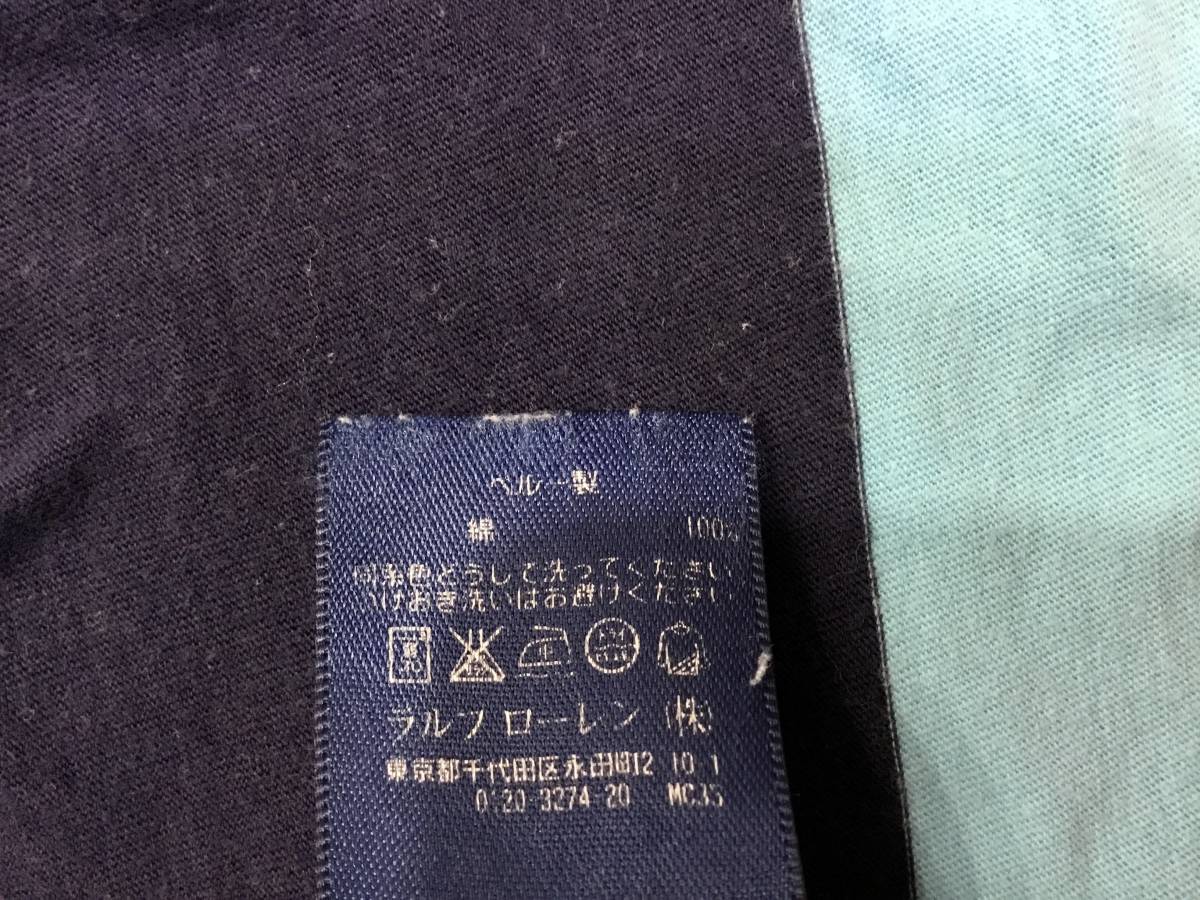 ペルー製
綿 100%
同系色どうしで洗ってください
つけおき洗いはお避けください
ラルフ ローレン (株)
東京都千代田区永田町2 10 1
0120 3274 20 MC35